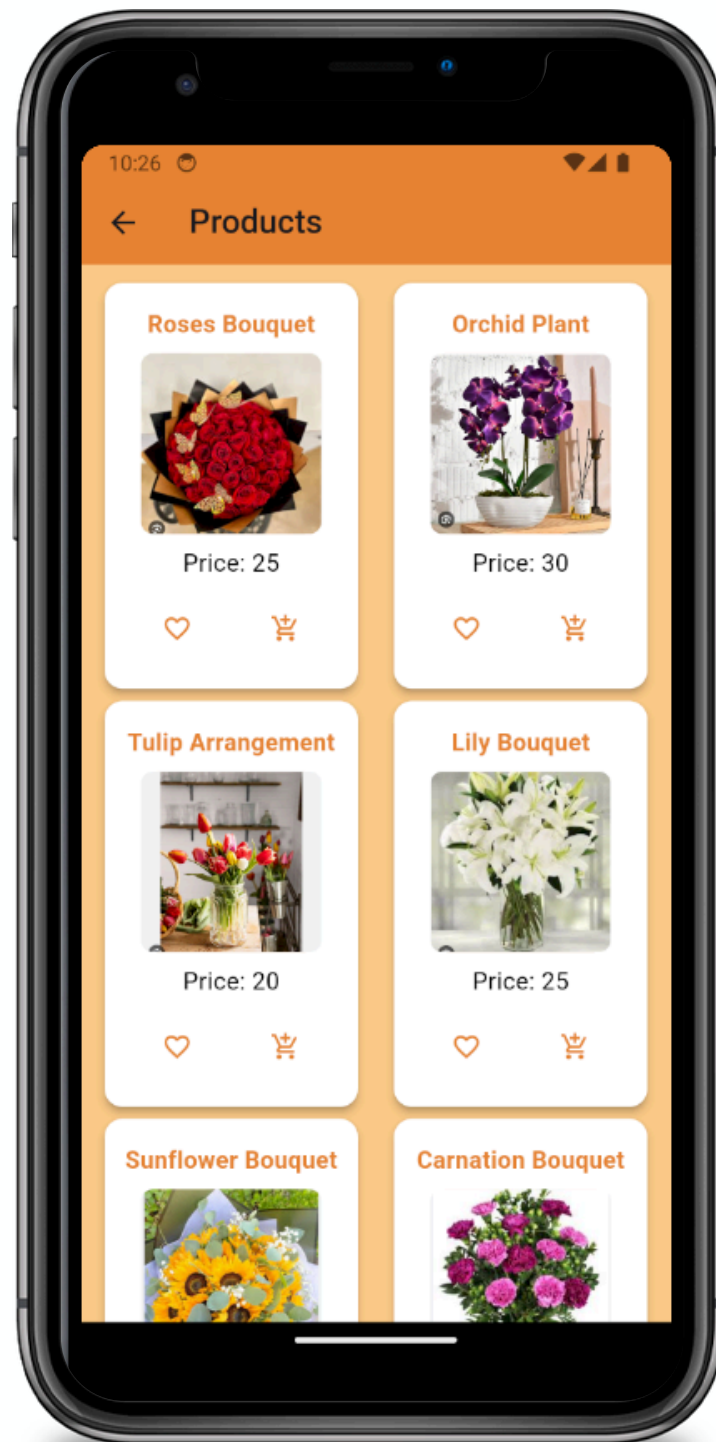 10:26
Products
Roses Bouquet
Orchid Plant
Price: 25
Price: 30
Tulip Arrangement
Lily Bouquet
Price: 20
Price: 25
Sunflower Bouquet
Carnation Bouquet